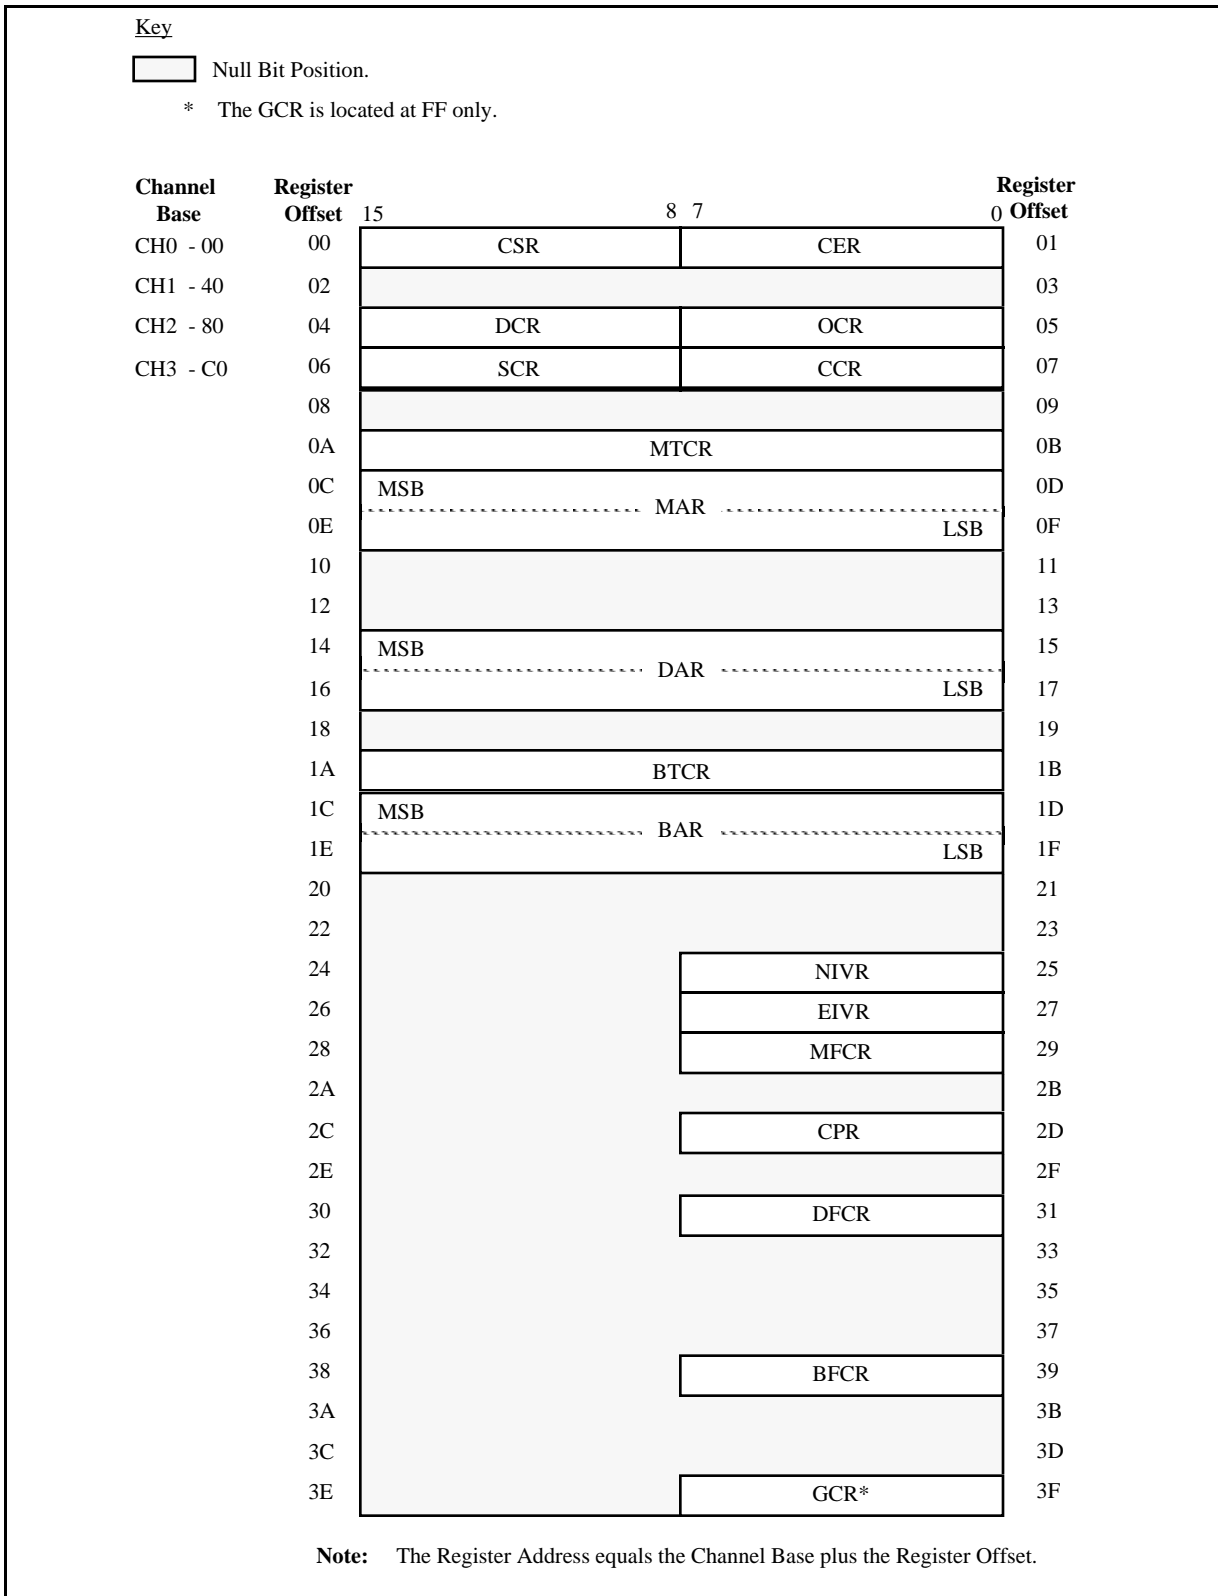 Key
Null Bit Position.
* The GCR is located at FF only.
Channel Base Register Offset 15 8 7 0 Register Offset
CH0 - 00 00 CSR CER 01
CH1 - 40 02 03
CH2 - 80 04 DCR OCR 05
CH3 - C0 06 SCR CCR 07
08 09
0A MTCR 0B
0C MSB 0D
MAR
0E LSB 0F
10 11
12 13
14 MSB 15
DAR
16 LSB 17
18 19
1A BTCR 1B
1C MSB 1D
BAR
1E LSB 1F
20 21
22 23
24 NIVR 25
26 EIVR 27
28 MFCR 29
2A 2B
2C CPR 2D
2E 2F
30 DFCR 31
32 33
34 35
36 37
38 BFCR 39
3A 3B
3C 3D
3E GCR* 3F
Note: The Register Address equals the Channel Base plus the Register Offset.